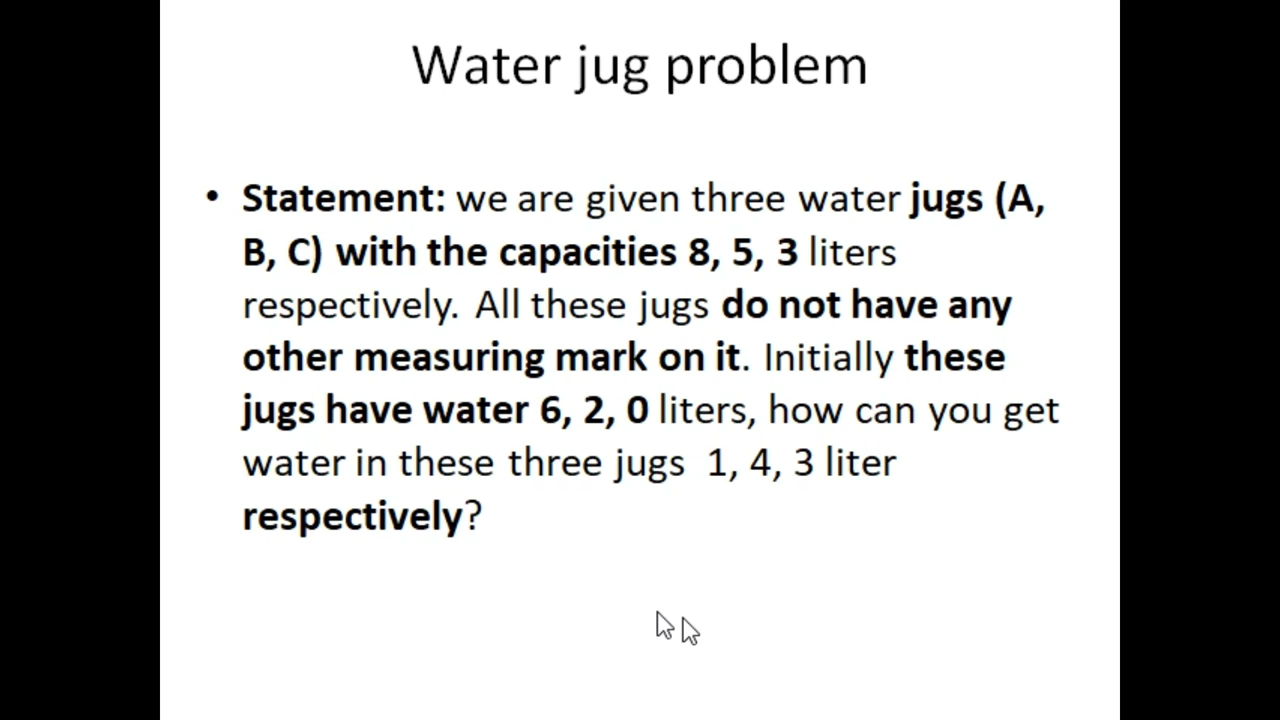 Water jug problem
• Statement: we are given three water jugs (A,
B, C) with the capacities 8, 5, 3 liters
respectively. All these jugs do not have any
other measuring mark on it. Initially these
jugs have water 6, 2, 0 liters, how can you get
water in these three jugs 1, 4, 3 liter
respectively?